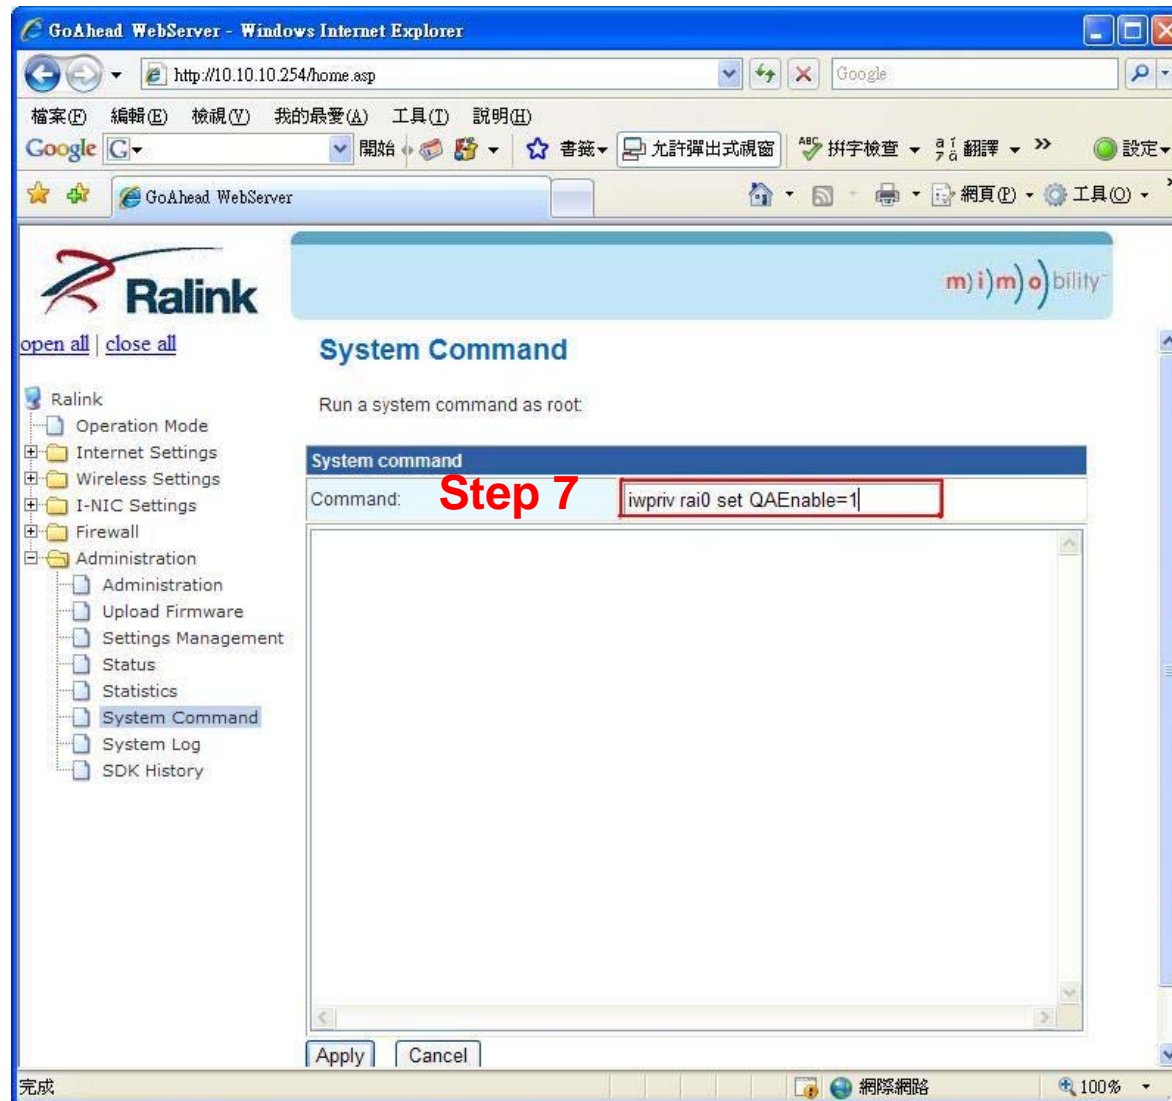 GoAhead WebServer - Windows Internet Explorer
http://10.10.10.254/home.asp
Google
檔案(F) 編輯(E) 檢視(V) 我的最愛(A) 工具(T) 說明(H)
Google G 開始 書籤 允許彈出式視窗 ABC 拼字檢查 翻譯 >> 設定
GoAhead WebServer 網頁(P) 工具(O)
Ralink
m)i)m)o)bility
open all | close all
System Command
Run a system command as root:
Ralink
Operation Mode
Internet Settings
Wireless Settings
I-NIC Settings
Firewall
Administration
Administration
Upload Firmware
Settings Management
Status
Statistics
System Command
System Log
SDK History
System command
Command: Step 7 iwpriv rai0 set QAEnable=1
Apply Cancel
完成 網際網路 100%